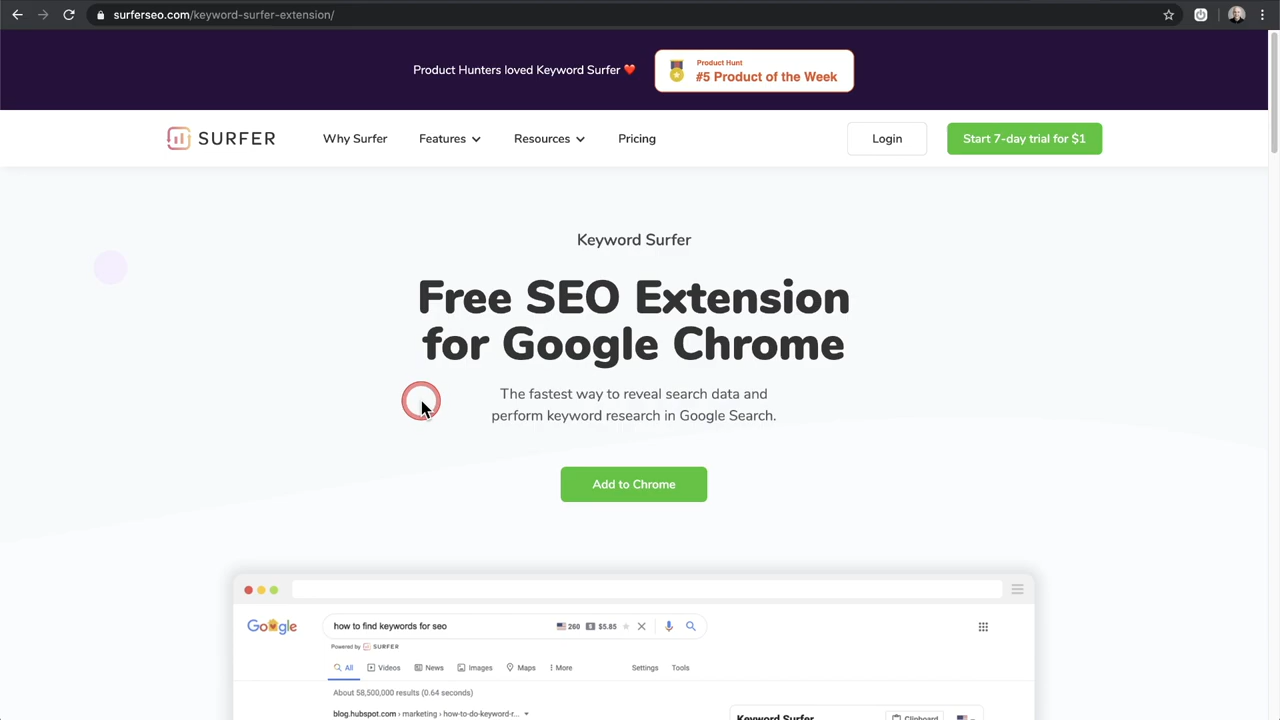 surferseo.com/keyword-surfer-extension/
Product Hunters loved Keyword Surfer ❤️
Product Hunt
#5 Product of the Week
SURFER
Why Surfer
Features
Resources
Pricing
Login
Start 7-day trial for $1
Keyword Surfer
Free SEO Extension
for Google Chrome
The fastest way to reveal search data and
perform keyword research in Google Search.
Add to Chrome
Google
how to find keywords for seo
260
$5.85
Powered by SURFER
All
Videos
News
Images
Maps
More
Settings
Tools
About 58,500,000 results (0.64 seconds)
blog.hubspot.com › marketing › how-to-do-keyword-r...
Keyword Surfer
Clipboard